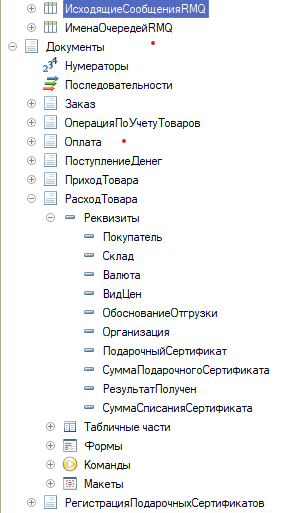 ИсходящиеСообщенияRMQ
ИменаОчередейRMQ
Документы
Нумераторы
Последовательности
Заказ
ОперацияПоУчетуТоваров
Оплата
ПоступлениеДенег
ПриходТовара
РасходТовара
Реквизиты
Покупатель
Склад
Валюта
ВидЦен
ОбоснованиеОтгрузки
Организация
ПодарочныйСертификат
СуммаПодарочногоСертификата
РезультатПолучен
СуммаСписанияСертификата
Табличные части
Формы
Команды
Макеты
РегистрацияПодарочныхСертификатов